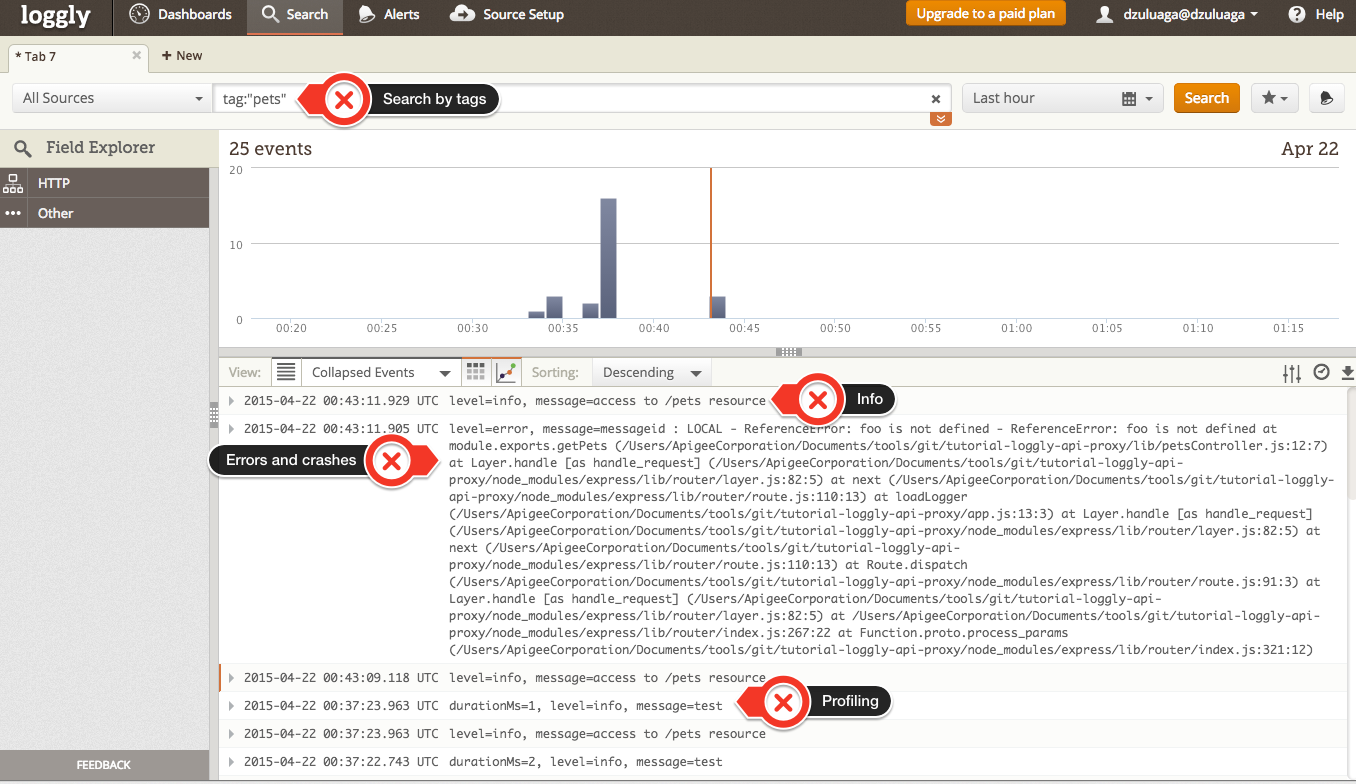 loggly
Dashboards
Search
Alerts
Source Setup
Upgrade to a paid plan
dzuluaga@dzuluaga
Help
* Tab 7
+ New
All Sources
tag:"pets"
Search by tags
Last hour
Search
Field Explorer
HTTP
Other
FEEDBACK
25 events
Apr 22
20
10
0
00:20
00:25
00:30
00:35
00:40
00:45
00:50
00:55
01:00
01:05
01:10
01:15
View:
Collapsed Events
Sorting:
Descending
2015-04-22 00:43:11.929 UTC level=info, message=access to /pets resource
Info
2015-04-22 00:43:11.905 UTC level=error, message=messageid : LOCAL - ReferenceError: foo is not defined - ReferenceError: foo is not defined at
module.exports.getPets (/Users/ApigeeCorporation/Documents/tools/git/tutorial-loggly-api-proxy/lib/petsController.js:12:7)
Errors and crashes
at Layer.handle [as handle_request] (/Users/ApigeeCorporation/Documents/tools/git/tutorial-loggly-api-
proxy/node_modules/express/lib/router/layer.js:82:5) at next (/Users/ApigeeCorporation/Documents/tools/git/tutorial-loggly-
api-proxy/node_modules/express/lib/router/route.js:110:13) at loadLogger
(/Users/ApigeeCorporation/Documents/tools/git/tutorial-loggly-api-proxy/app.js:13:3) at Layer.handle [as handle_request]
(/Users/ApigeeCorporation/Documents/tools/git/tutorial-loggly-api-proxy/node_modules/express/lib/router/layer.js:82:5) at
next (/Users/ApigeeCorporation/Documents/tools/git/tutorial-loggly-api-
proxy/node_modules/express/lib/router/route.js:110:13) at Route.dispatch
(/Users/ApigeeCorporation/Documents/tools/git/tutorial-loggly-api-proxy/node_modules/express/lib/router/route.js:91:3) at
Layer.handle [as handle_request] (/Users/ApigeeCorporation/Documents/tools/git/tutorial-loggly-api-
proxy/node_modules/express/lib/router/layer.js:82:5) at /Users/ApigeeCorporation/Documents/tools/git/tutorial-loggly-api-
proxy/node_modules/express/lib/router/index.js:267:22 at Function.proto.process_params
(/Users/ApigeeCorporation/Documents/tools/git/tutorial-loggly-api-proxy/node_modules/express/lib/router/index.js:321:12)
2015-04-22 00:43:09.118 UTC level=info, message=access to /pets resource
2015-04-22 00:37:23.963 UTC durationMs=1, level=info, message=test
Profiling
2015-04-22 00:37:23.963 UTC level=info, message=access to /pets resource
2015-04-22 00:37:22.743 UTC durationMs=2, level=info, message=test